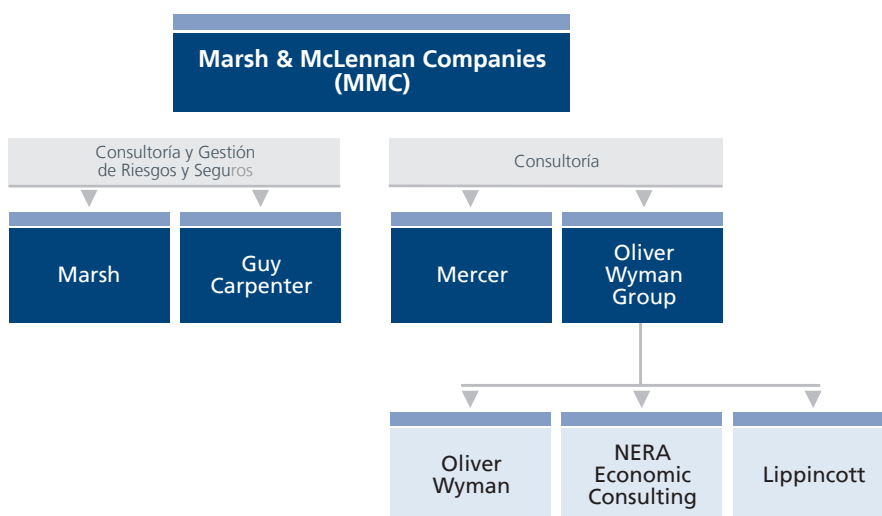 Marsh & McLennan Companies
(MMC)
Consultoría y Gestión
de Riesgos y Seguros
Consultoría
Marsh
Guy
Carpenter
Mercer
Oliver
Wyman
Group
Oliver
Wyman
NERA
Economic
Consulting
Lippincott